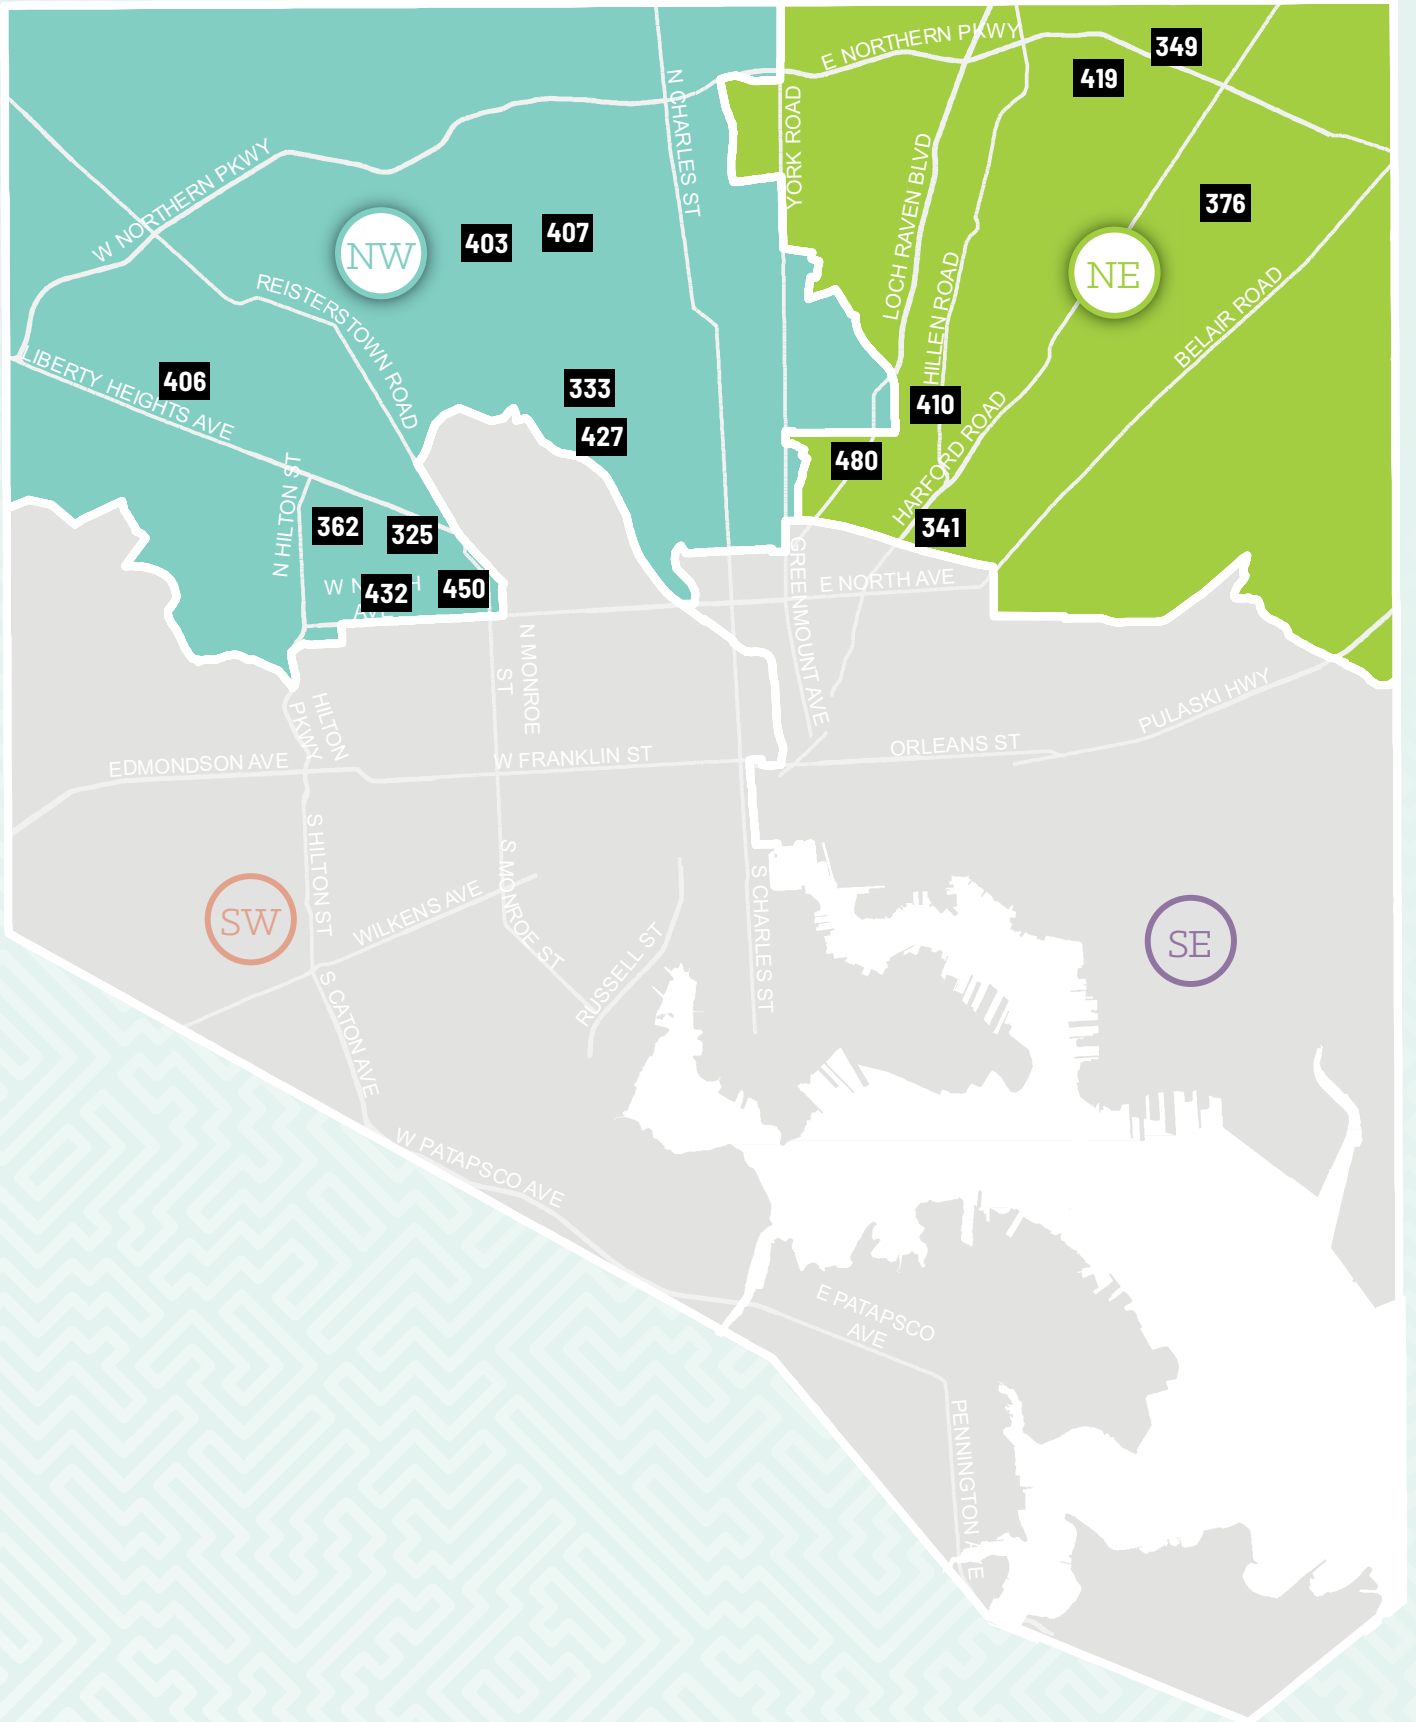 E NORTHERN PKWY
349
419
N CHARLES ST
YORK ROAD
W NORTHERN PKWY
LOCH RAVEN BLVD
376
NW
403
407
NE
HILLEN ROAD
BELAIR ROAD
REISTERSTOWN ROAD
LIBERTY HEIGHTS AVE
406
333
410
427
HARFORD ROAD
480
N HILTON ST
362
325
341
GREENMOUNT AVE
E NORTH AVE
W
432
450
N MONROE
ST
HILTON
PKWY
PULASKI HWY
EDMONDSON AVE
W FRANKLIN ST
ORLEANS ST
S HILTON ST
S MONROE ST
S CHARLES ST
SW
WILKENS AVE
RUSSELL ST
SE
S CATON AVE
W PATAPSCO AVE
E PATAPSCO
AVE
PENNINGTON AVE